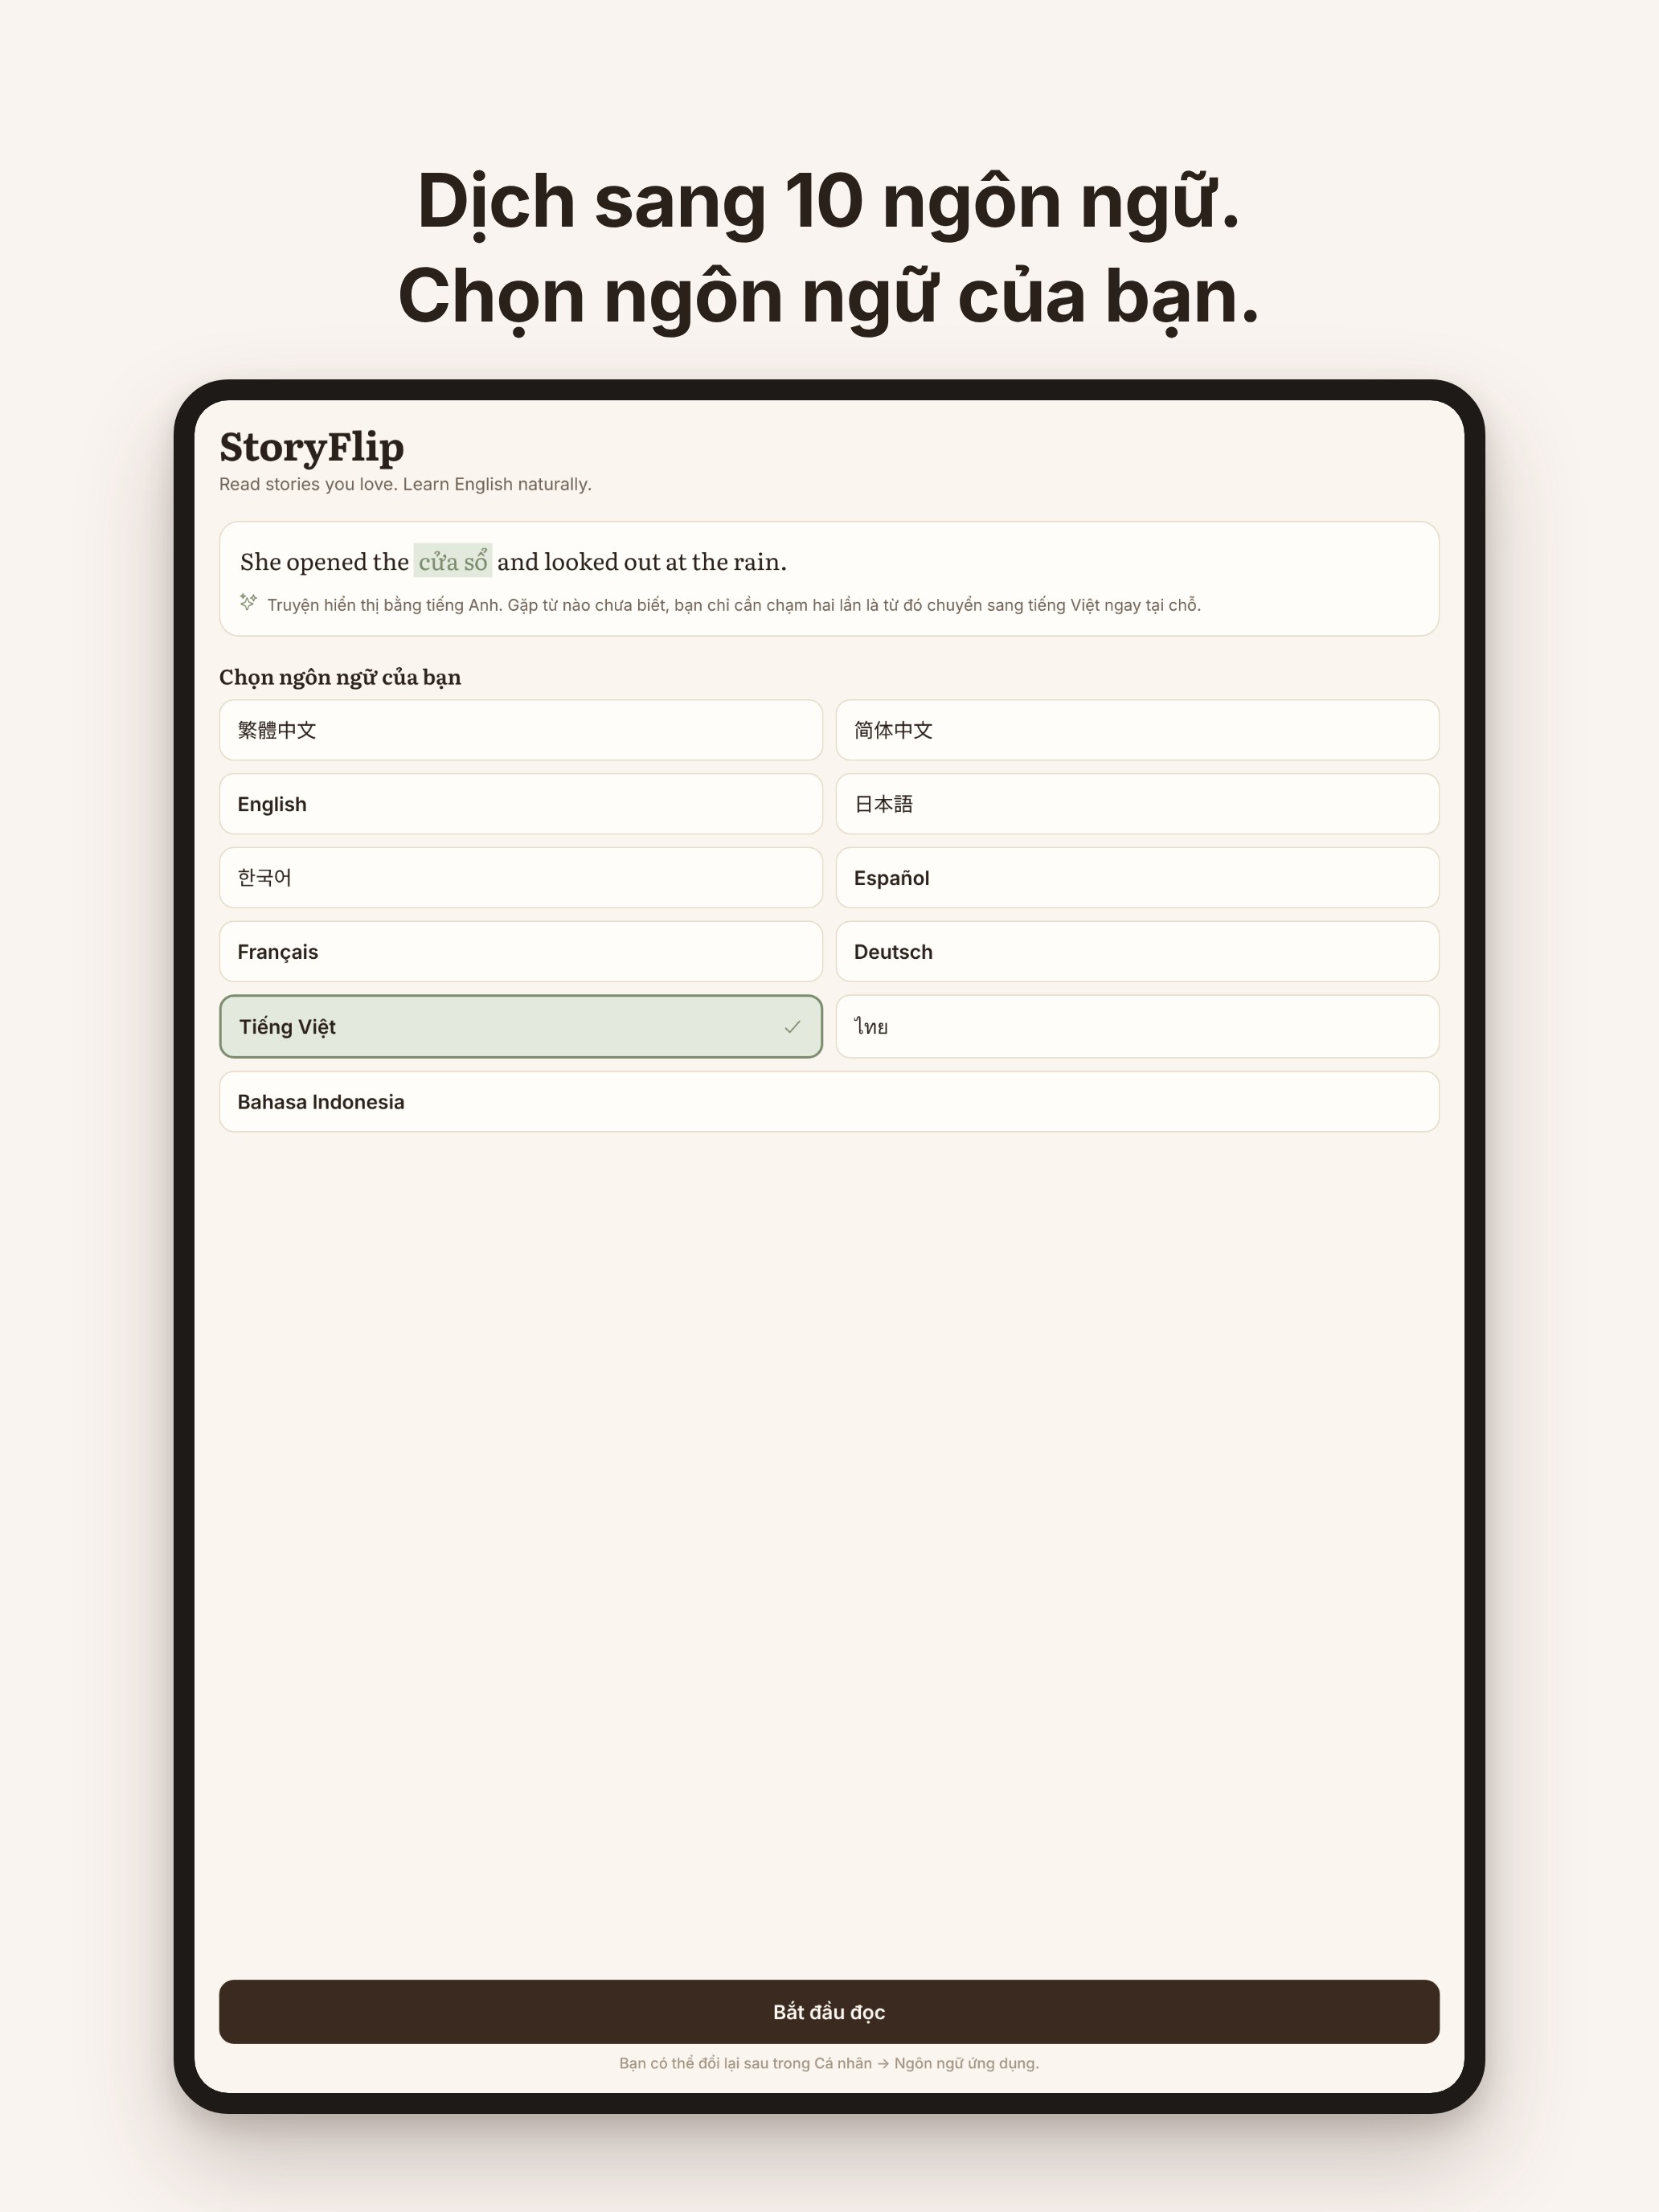 Dịch sang 10 ngôn ngữ.
Chọn ngôn ngữ của bạn.
StoryFlip
Read stories you love. Learn English naturally.
She opened the cửa sổ and looked out at the rain.
Truyện hiển thị bằng tiếng Anh. Gặp từ nào chưa biết, bạn chỉ cần chạm hai lần là từ đó chuyển sang tiếng Việt ngay tại chỗ.
Chọn ngôn ngữ của bạn
繁體中文
简体中文
English
日本語
한국어
Español
Français
Deutsch
Tiếng Việt
ไทย
Bahasa Indonesia
Bắt đầu đọc
Bạn có thể đổi lại sau trong Cá nhân → Ngôn ngữ ứng dụng.